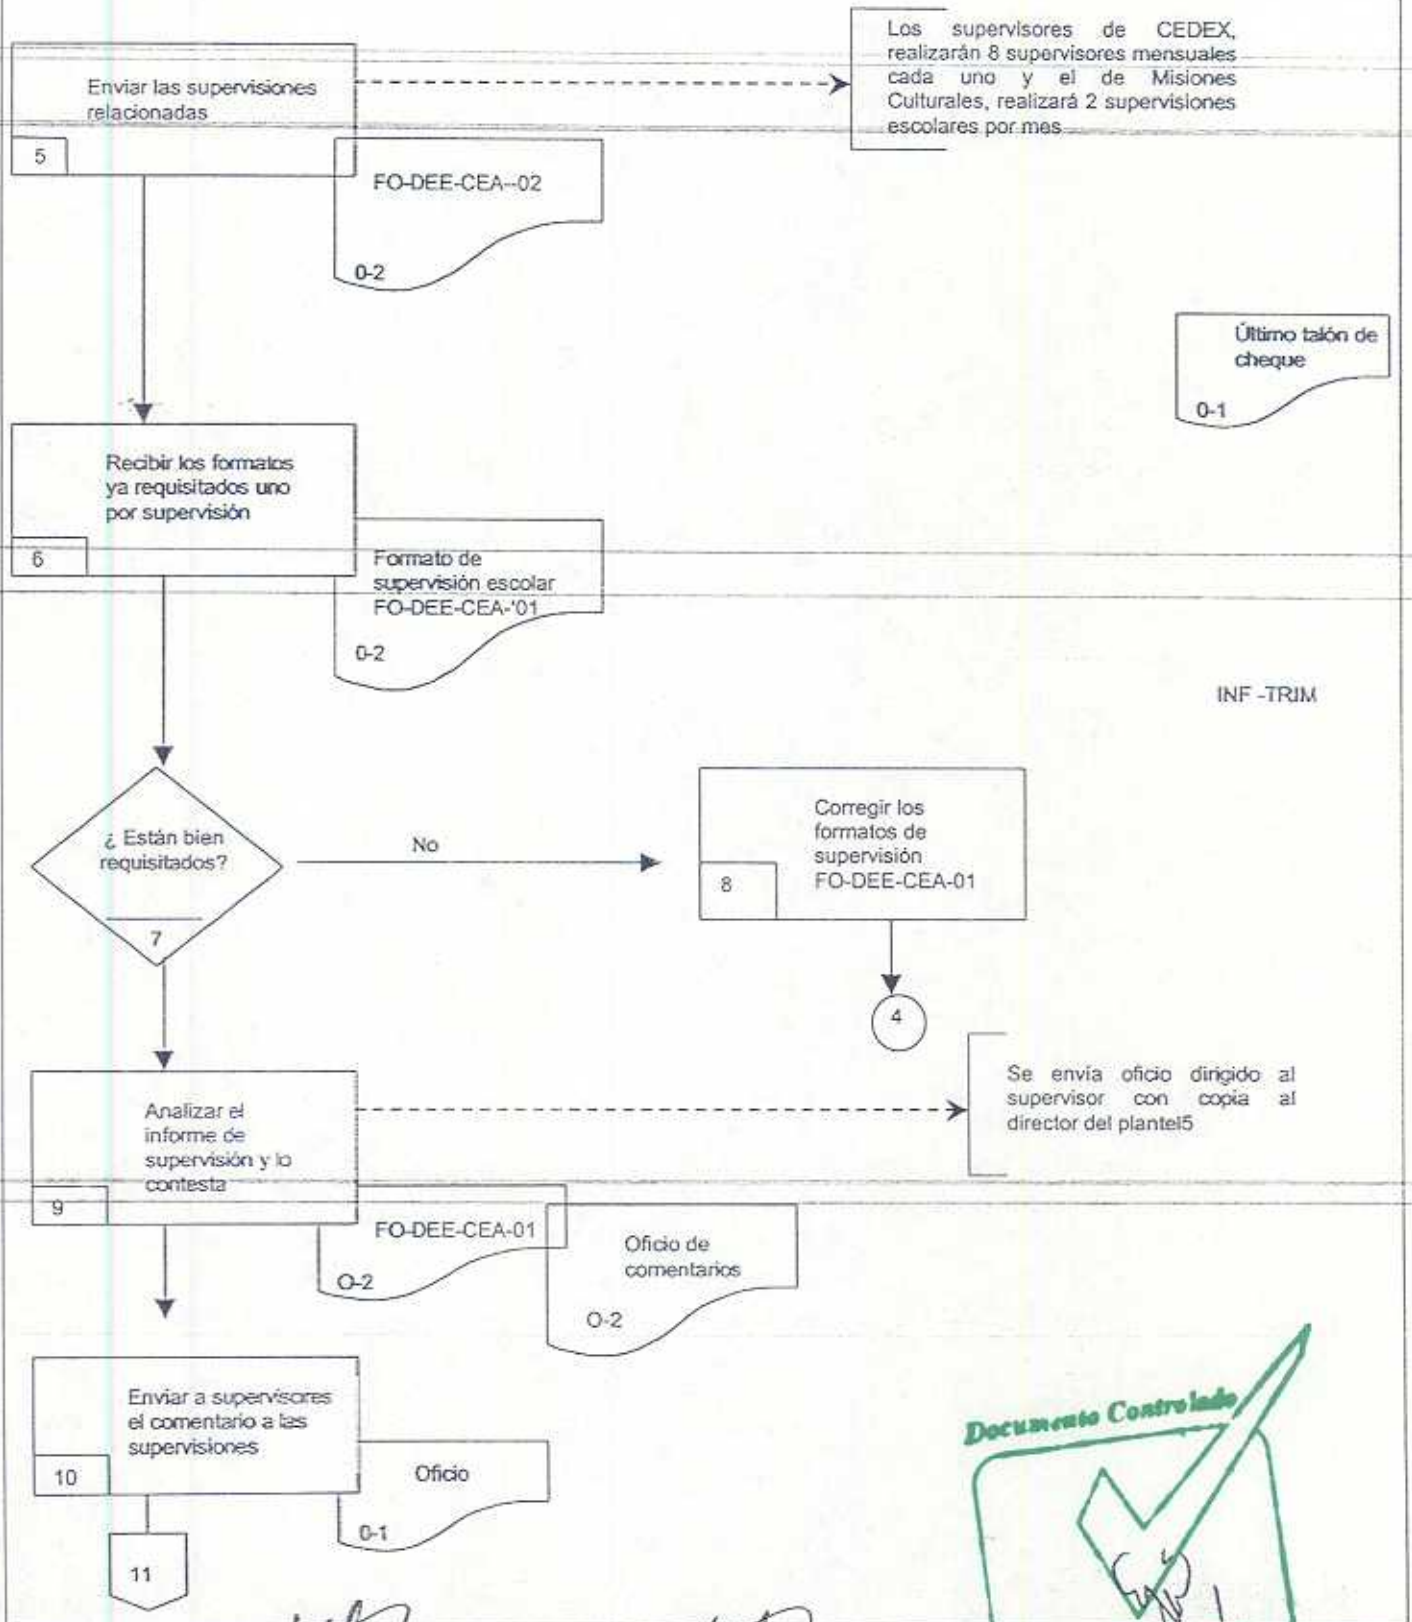 Los supervisores de CEDEX,
realizarán 8 supervisores mensuales
cada uno y el de Misiones
Culturales, realizará 2 supervisiones
escolares por mes
Enviar las supervisiones
relacionadas
5
FO-DEE-CEA--02
0-2
Último talón de
cheque
0-1
Recibir los formatos
ya requisitados uno
por supervisión
6
Formato de
supervisión escolar
FO-DEE-CEA-'01
0-2
INF -TRIM
¿ Están bien
requisitados?
7
No
Corregir los
formatos de
supervisión
FO-DEE-CEA-01
8
4
Se envía oficio dirigido al
supervisor con copia al
director del plantel5
Analizar el
informe de
supervisión y lo
contesta
9
FO-DEE-CEA-01
O-2
Oficio de
comentarios
O-2
Enviar a supervisores
el comentario a las
supervisiones
10
Oficio
0-1
11
Documento Controlado